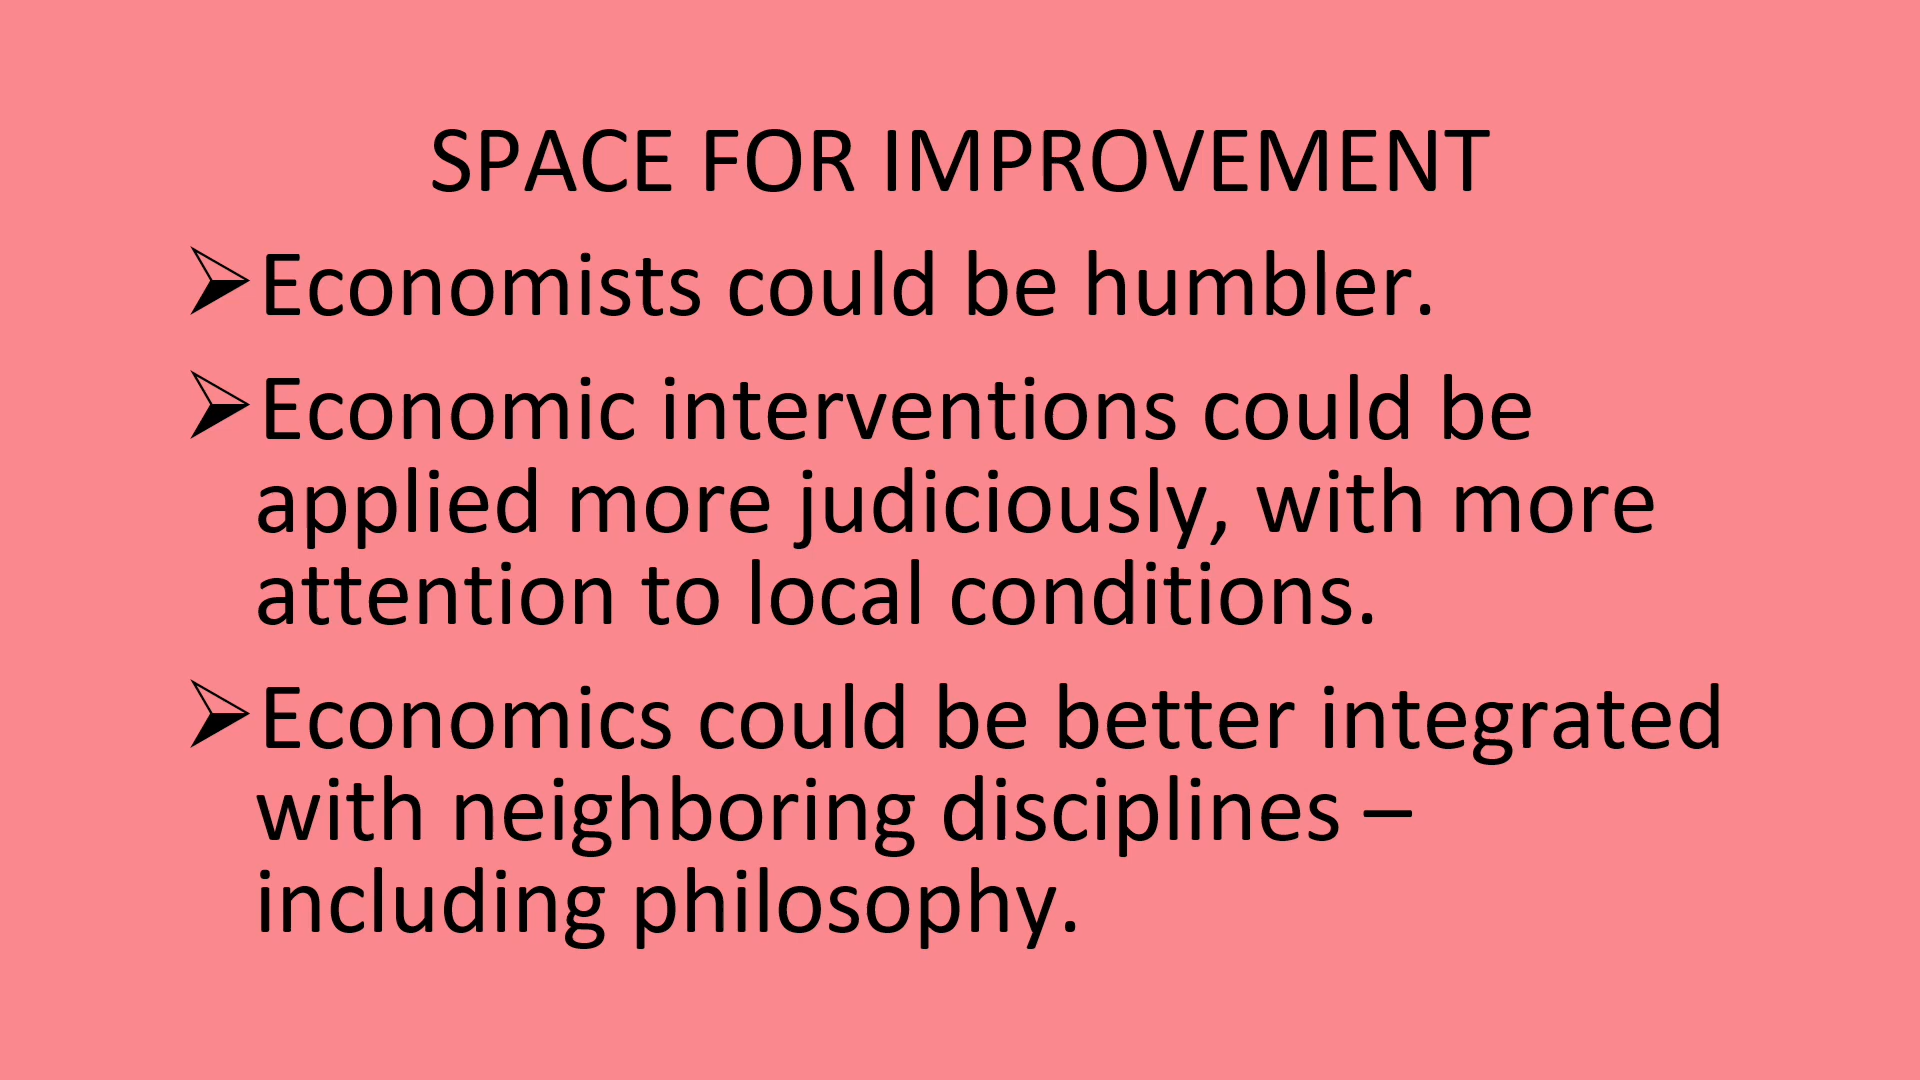 SPACE FOR IMPROVEMENT
➢Economists could be humbler.
➢Economic interventions could be
applied more judiciously, with more
attention to local conditions.
➢Economics could be better integrated
with neighboring disciplines –
including philosophy.